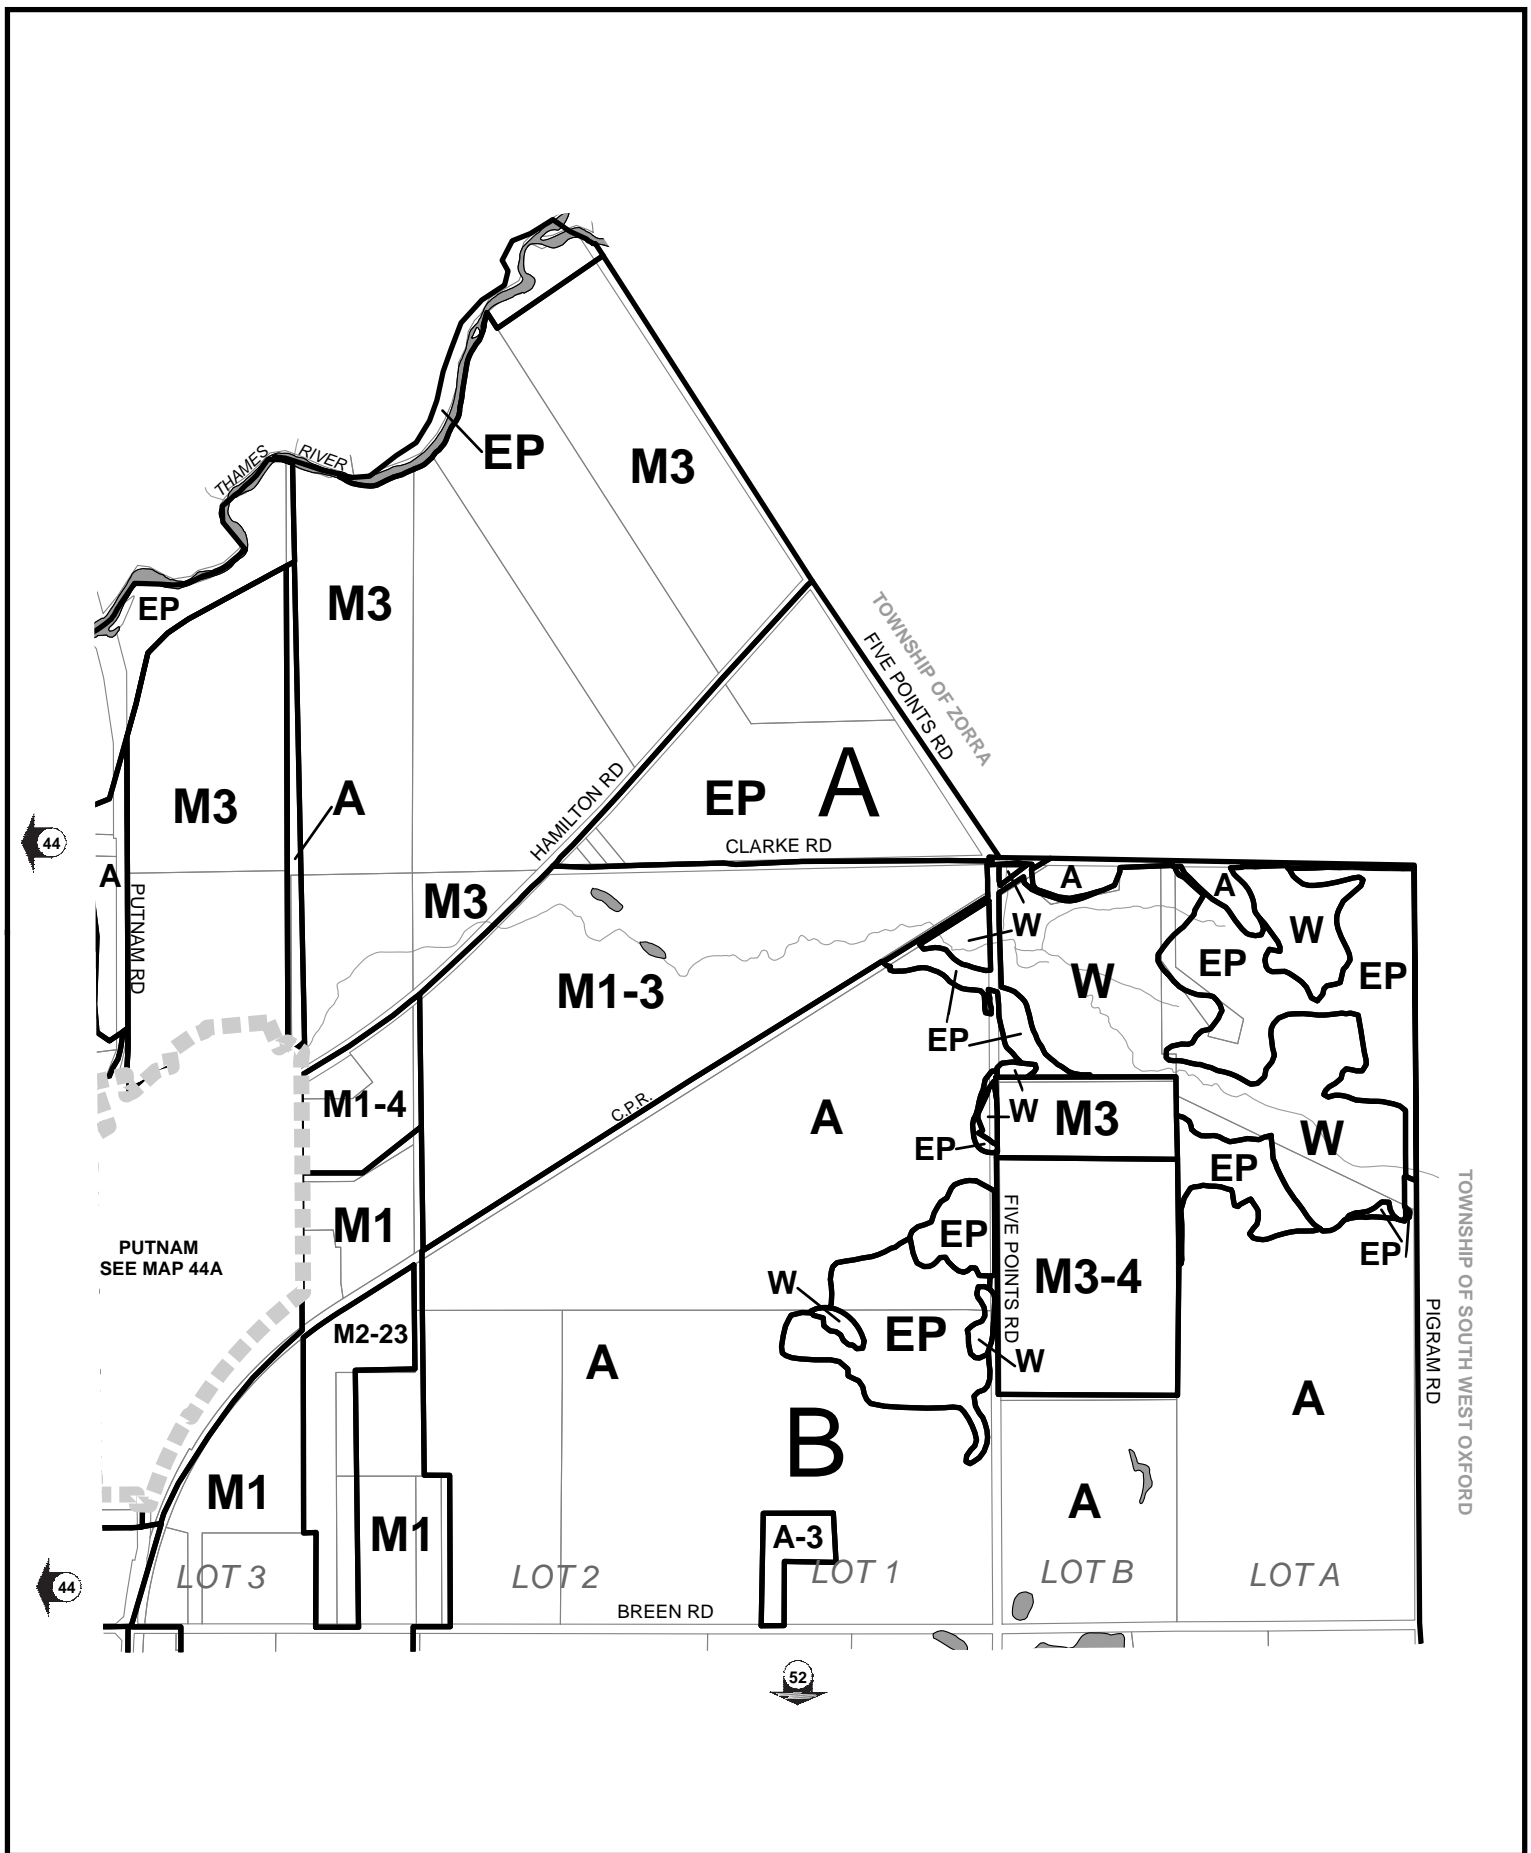 THAMES
RIVER
EP
M3
EP
M3
TOWNSHIP OF ZORRA
FIVE POINTS RD
M3
A
HAMILTON RD
EP
A
CLARKE RD
44
A
PUTNAM RD
M3
A
A
W
W
EP
W
EP
M1-3
W
EP
A
C.P.R.
M1-4
W
M3
W
EP
EP
M1
EP
FIVE POINTS RD
M3-4
EP
PUTNAM
SEE MAP 44A
W
M2-23
EP
W
A
A
PIGRAM RD
TOWNSHIP OF SOUTH WEST OXFORD
B
M1
A
M1
A-3
44
LOT 3
LOT 2
LOT 1
LOT B
LOT A
BREEN RD
52